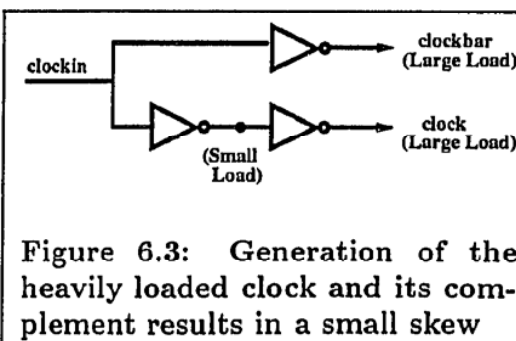 clockbar
(Large Load)
clockin
clock
(Large Load)
(Small
Load)
Figure 6.3: Generation of the
heavily loaded clock and its com-
plement results in a small skew